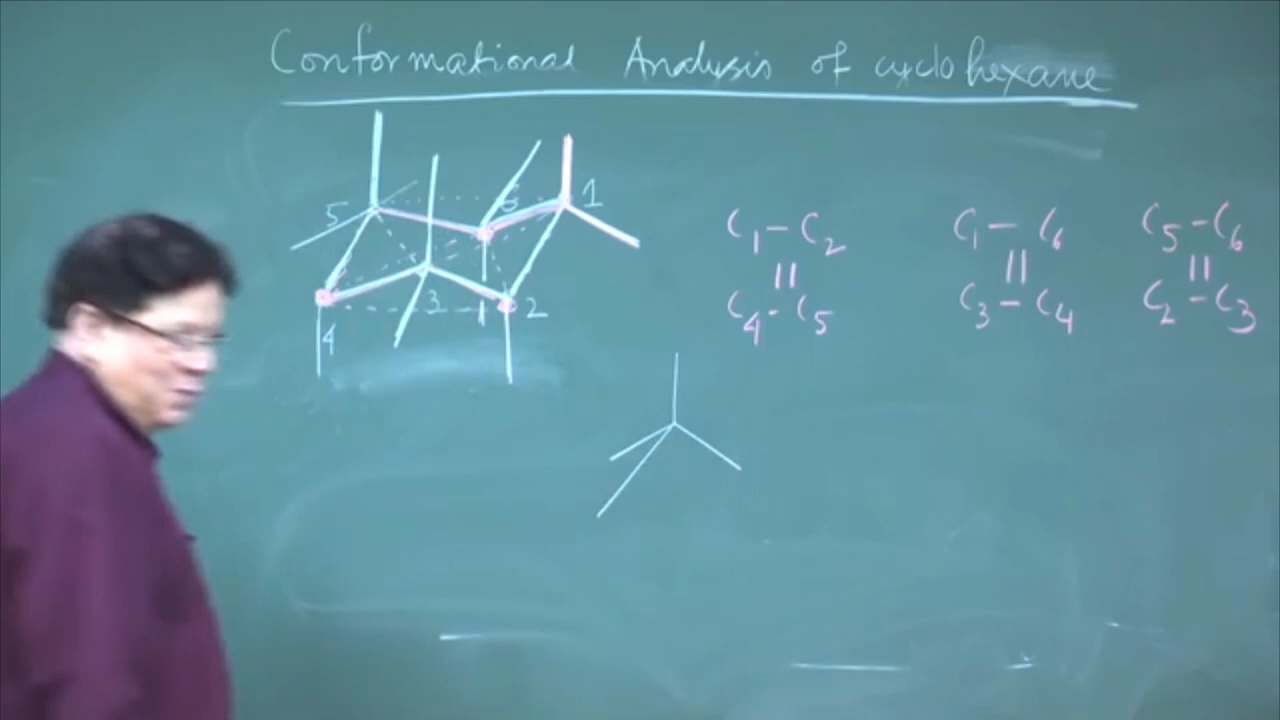 Conformational Analysis of cyclohexane
5 6 1
3 2
4
C1-C2 C1-C6 C5-C6
|| || ||
C4-C5 C3-C4 C2-C3